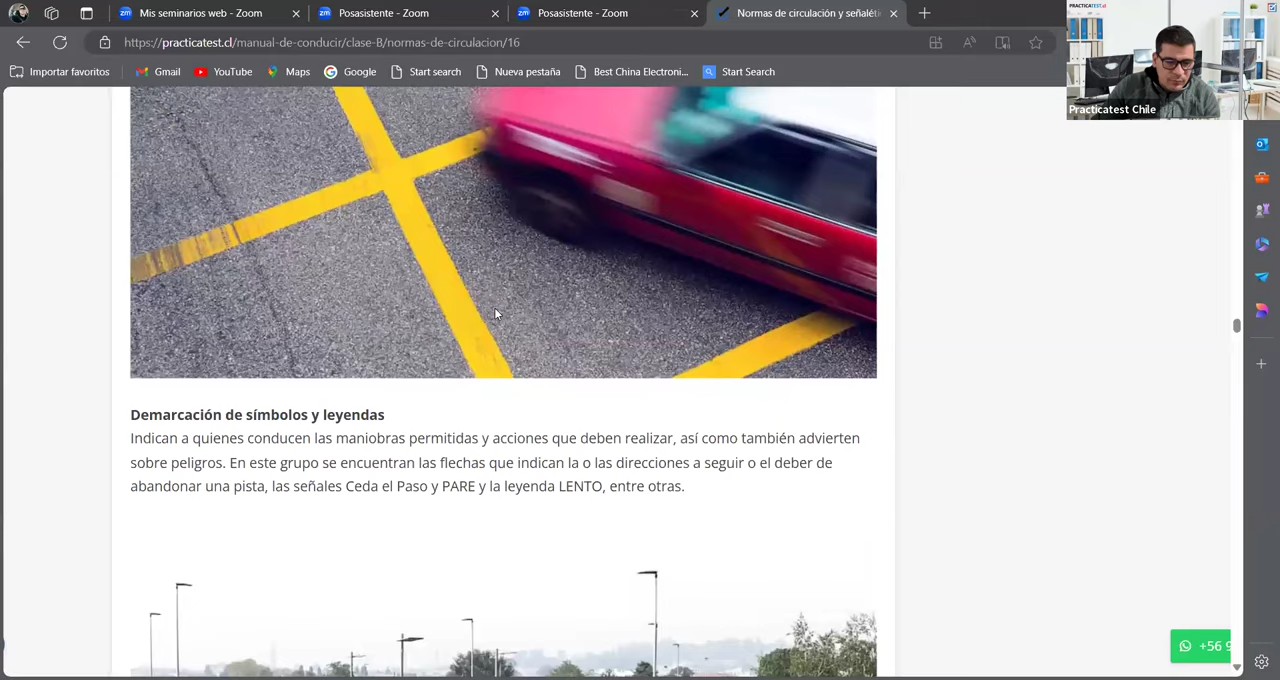 Mis seminarios web - Zoom
Posasistente - Zoom
Posasistente - Zoom
Normas de circulación y señaléti
https://practicatest.cl/manual-de-conducir/clase-B/normas-de-circulacion/16
Importar favoritos
Gmail
YouTube
Maps
Google
Start search
Nueva pestaña
Best China Electroni...
Start Search
PRACTICATEST.cl
Practicatest Chile
Demarcación de símbolos y leyendas
Indican a quienes conducen las maniobras permitidas y acciones que deben realizar, así como también advierten
sobre peligros. En este grupo se encuentran las flechas que indican la o las direcciones a seguir o el deber de
abandonar una pista, las señales Ceda el Paso y PARE y la leyenda LENTO, entre otras.
+56 9